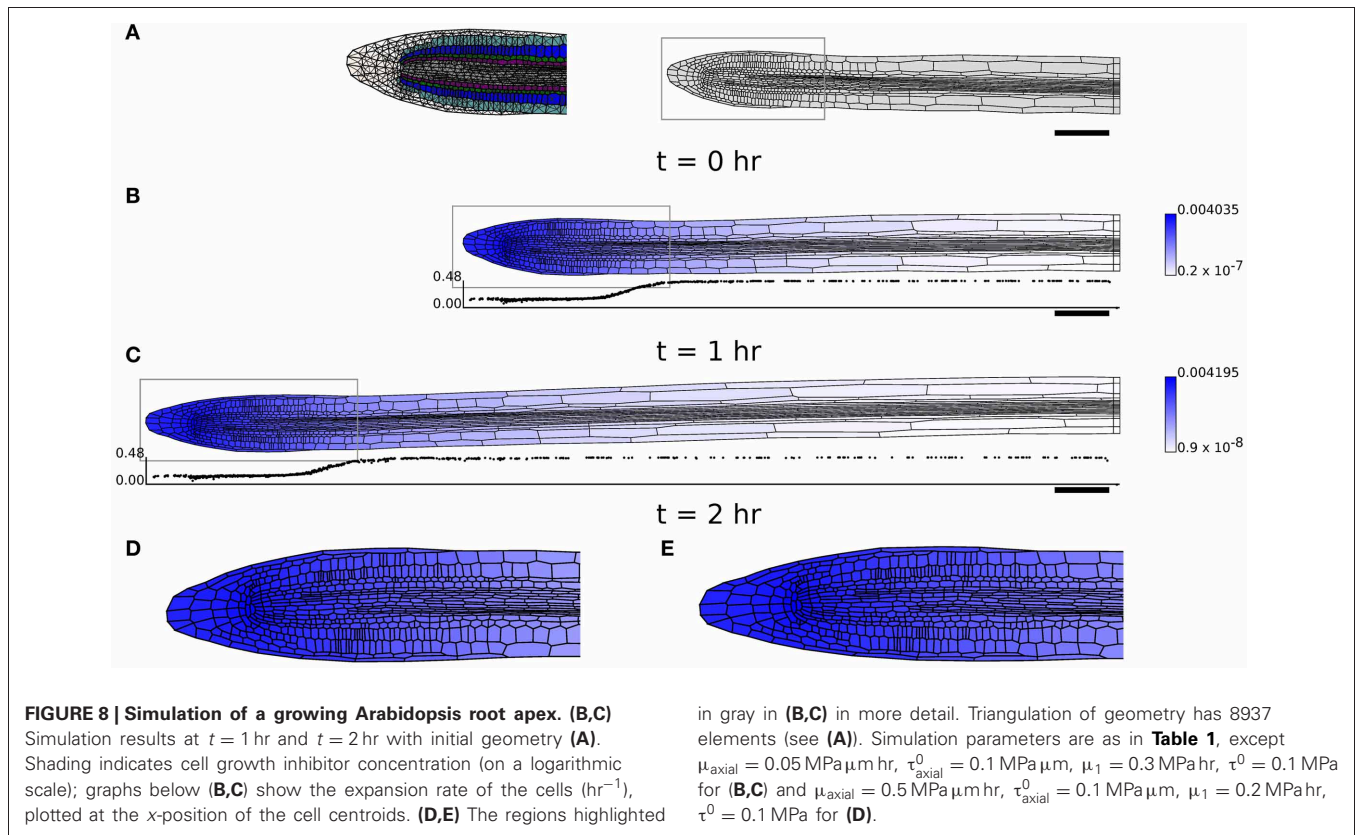 A
t = 0 hr
B
0.004035
0.2 x 10⁻⁷
0.48
0.00
t = 1 hr
C
0.004195
0.9 x 10⁻⁸
0.48
0.00
t = 2 hr
D
E
FIGURE 8 | Simulation of a growing Arabidopsis root apex. (B,C)
Simulation results at t = 1 hr and t = 2 hr with initial geometry (A).
Shading indicates cell growth inhibitor concentration (on a logarithmic
scale); graphs below (B,C) show the expansion rate of the cells (hr⁻¹),
plotted at the x-position of the cell centroids. (D,E) The regions highlighted
in gray in (B,C) in more detail. Triangulation of geometry has 8937
elements (see (A)). Simulation parameters are as in Table 1, except
μaxial = 0.05 MPa μm hr, τ⁰axial = 0.1 MPa μm, μ₁ = 0.3 MPa hr, τ⁰ = 0.1 MPa
for (B,C) and μaxial = 0.5 MPa μm hr, τ⁰axial = 0.1 MPa μm, μ₁ = 0.2 MPa hr,
τ⁰ = 0.1 MPa for (D).